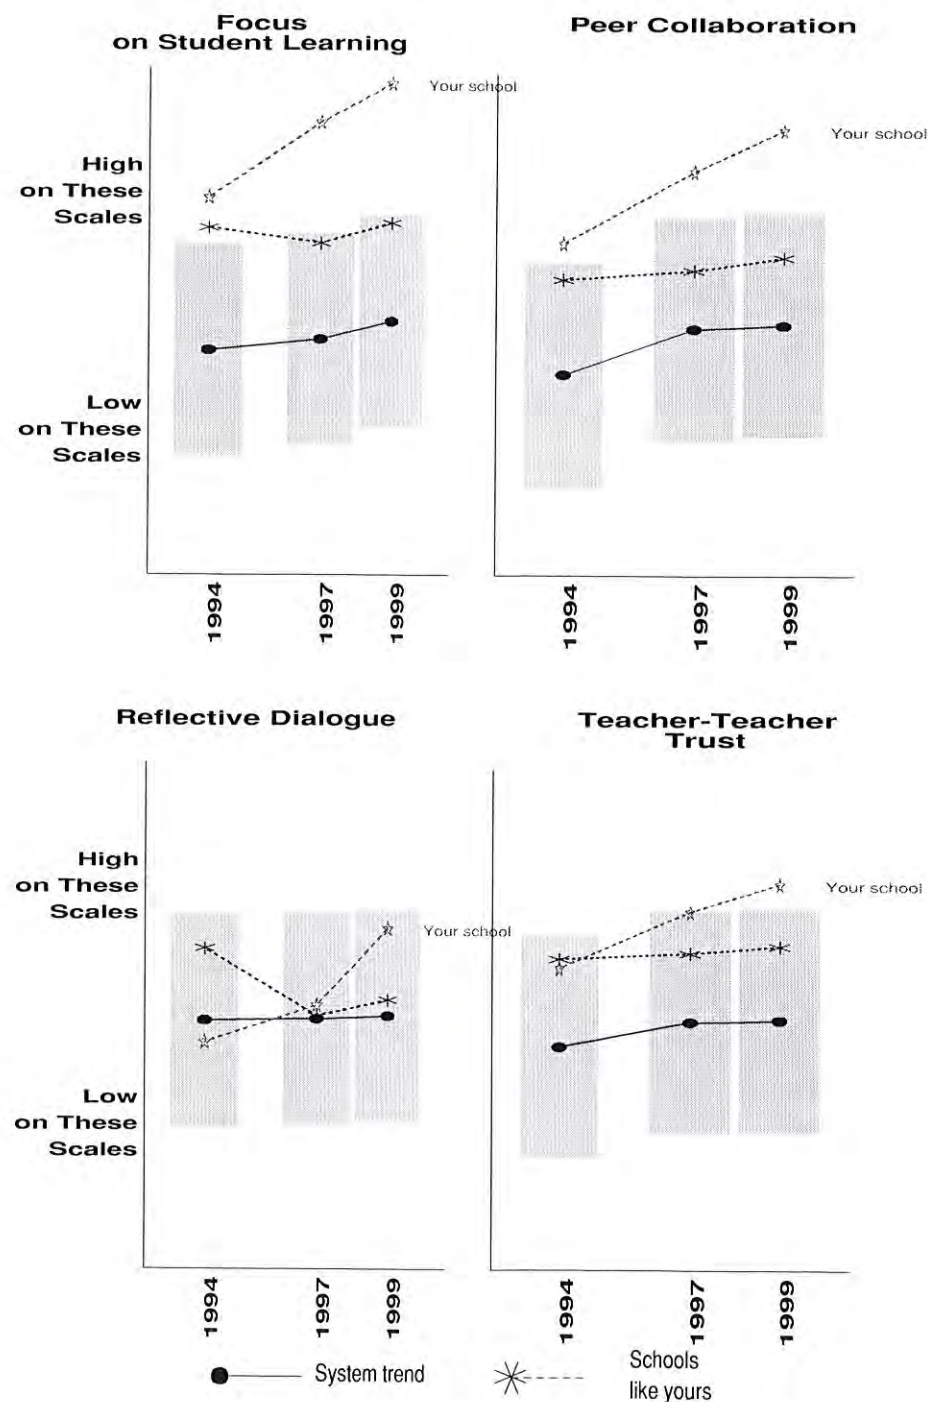 Focus
on Student Learning
Peer Collaboration
Your school
Your school
High
on These
Scales
Low
on These
Scales
1994
1997
1999
1994
1997
1999
Reflective Dialogue
Teacher-Teacher
Trust
High
on These
Scales
Your school
Your school
Low
on These
Scales
1994
1997
1999
1994
1997
1999
System trend
Schools
like yours